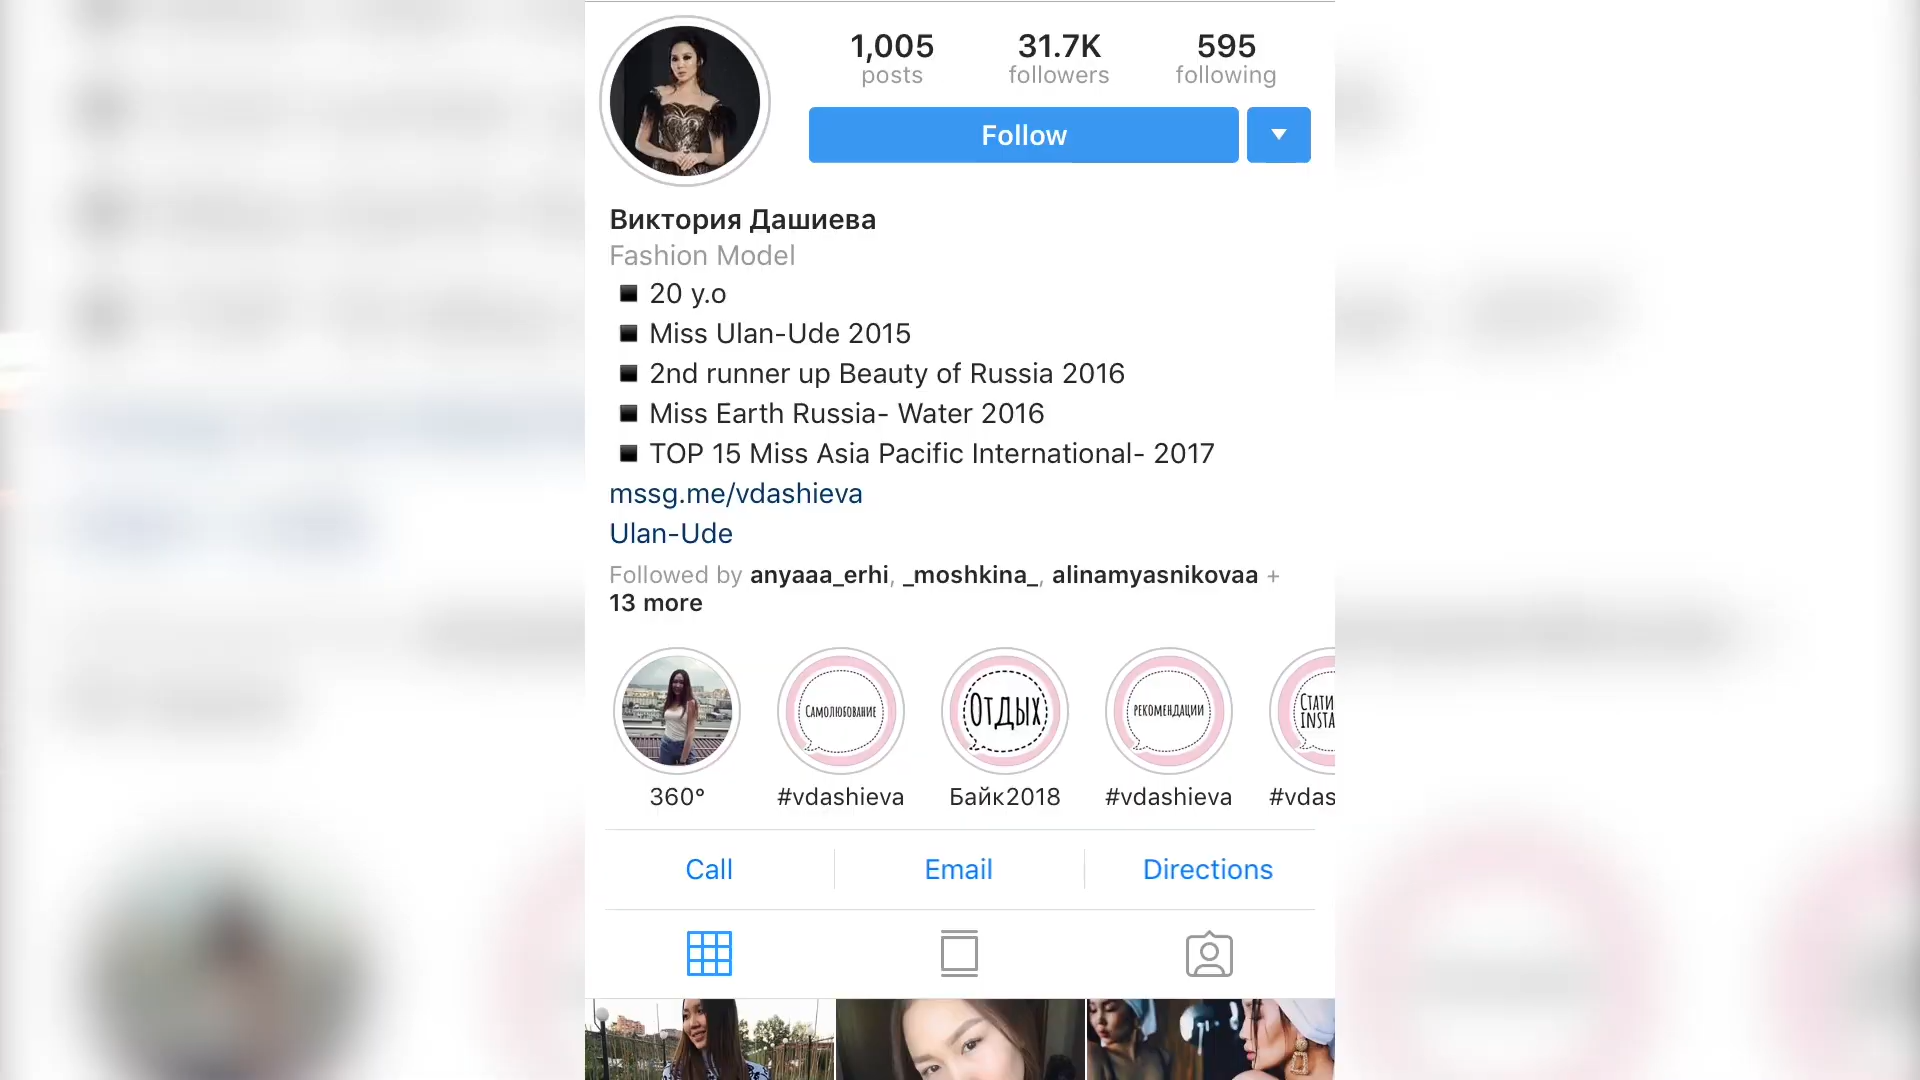 1,005 31.7K 595
posts followers following
Follow
Виктория Дашиева
Fashion Model
20 y.o
Miss Ulan-Ude 2015
2nd runner up Beauty of Russia 2016
Miss Earth Russia- Water 2016
TOP 15 Miss Asia Pacific International- 2017
mssg.me/vdashieva
Ulan-Ude
Followed by anyaaa_erhi, _moshkina_, alinamyasnikovaa +
13 more
Самолюбование
Отдых
рекомендации
Стати
INSTA
360° #vdashieva Байк2018 #vdashieva #vdas
Call Email Directions